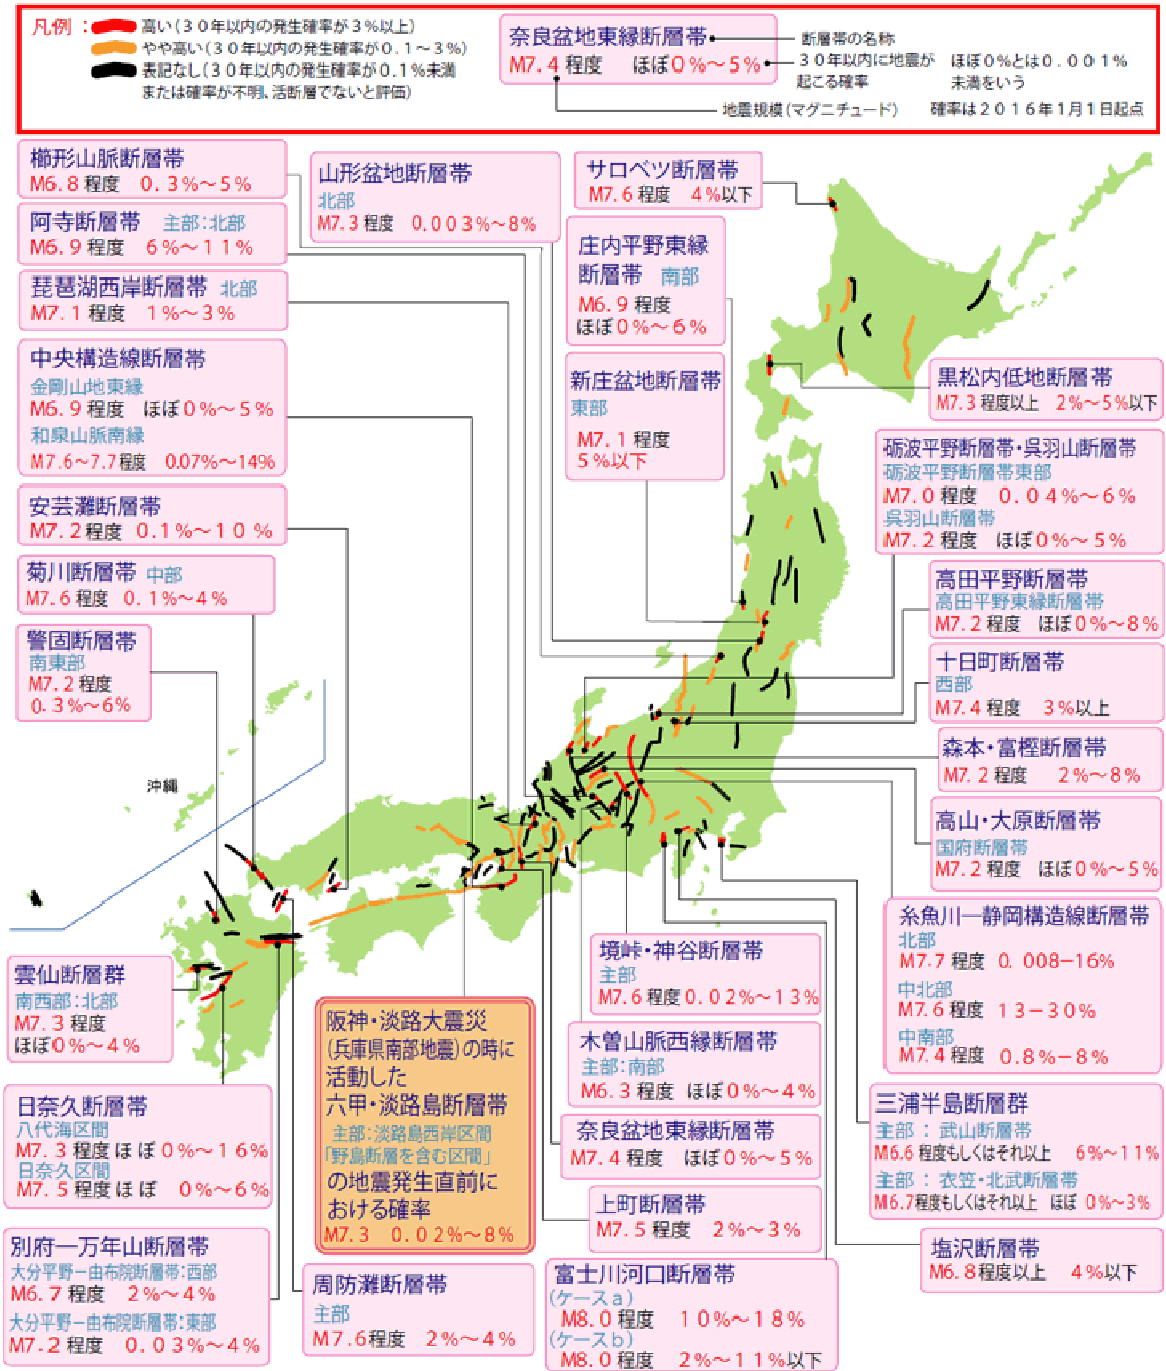 凡例：
高い（３０年以内の発生確率が３％以上）
やや高い（３０年以内の発生確率が０.１～３％）
表記なし（３０年以内の発生確率が０.１％未満
または確率が不明、活断層でないと評価）
奈良盆地東縁断層帯
M7.4 程度　ほぼ０％～５％
断層帯の名称
３０年以内に地震が
起こる確率
ほぼ０％とは０.００１％
未満をいう
地震規模（マグニチュード）
確率は２０１６年１月１日起点
櫛形山脈断層帯
M6.8 程度　0.3％～5％
阿寺断層帯　主部：北部
M6.9 程度　6％～11％
琵琶湖西岸断層帯　北部
M7.1 程度　1％～3％
中央構造線断層帯
金剛山地東縁
M6.9 程度　ほぼ０％～５％
和泉山脈南縁
M7.6～7.7程度　0.07％～14％
安芸灘断層帯
M7.2 程度　0.1％～10％
菊川断層帯 中部
M7.6 程度　0.1％～4％
警固断層帯
南東部
M7.2 程度
0.3％～6％
山形盆地断層帯
北部
M7.3 程度　0.003％～8％
サロベツ断層帯
M7.6 程度　4％以下
庄内平野東縁
断層帯　南部
M6.9 程度
ほぼ０％～６％
新庄盆地断層帯
東部
M7.1 程度
5％以下
黒松内低地断層帯
M7.3 程度以上　2％～5％以下
砺波平野断層帯・呉羽山断層帯
砺波平野断層帯東部
M7.0 程度　0.04％～6％
呉羽山断層帯
M7.2 程度　ほぼ０％～５％
高田平野断層帯
高田平野東縁断層帯
M7.2 程度　ほぼ０％～８％
十日町断層帯
西部
M7.4 程度　3％以上
森本・富樫断層帯
M7.2 程度　2％～8％
高山・大原断層帯
国府断層帯
M7.2 程度　ほぼ０％～５％
糸魚川―静岡構造線断層帯
北部
M7.7 程度　0.008－16％
中北部
M7.6 程度　13－30％
中南部
M7.4 程度　0.8％－8％
沖縄
境峠・神谷断層帯
主部
M7.6 程度 0.02％～13％
木曽山脈西縁断層帯
主部：南部
M6.3 程度　ほぼ０％～４％
奈良盆地東縁断層帯
M7.4 程度　ほぼ０％～５％
上町断層帯
M7.5 程度　2％～3％
三浦半島断層群
主部：武山断層帯
M6.6 程度もしくはそれ以上　6％～11％
主部：衣笠・北武断層帯
M6.7程度もしくはそれ以上　ほぼ 0％～3％
塩沢断層帯
M6.8程度以上　4％以下
富士川河口断層帯
（ケースａ）
M8.0 程度　10％～18％
（ケースｂ）
M8.0 程度　2％～11％以下
雲仙断層群
南西部：北部
M7.3 程度
ほぼ０％～４％
日奈久断層帯
八代海区間
M7.3 程度 ほぼ 0％～16％
日奈久区間
M7.5 程度 ほぼ　0％～6％
別府―万年山断層帯
大分平野－由布院断層帯：西部
M6.7 程度　2％～4％
大分平野－由布院断層帯：東部
M7.2 程度　0.03％～4％
阪神・淡路大震災
（兵庫県南部地震）の時に
活動した
六甲・淡路島断層帯
主部：淡路島西岸区間
「野島断層を含む区間」
の地震発生直前に
おける確率
M7.3　0.02％～8％
周防灘断層帯
主部
M7.6程度　2％～4％